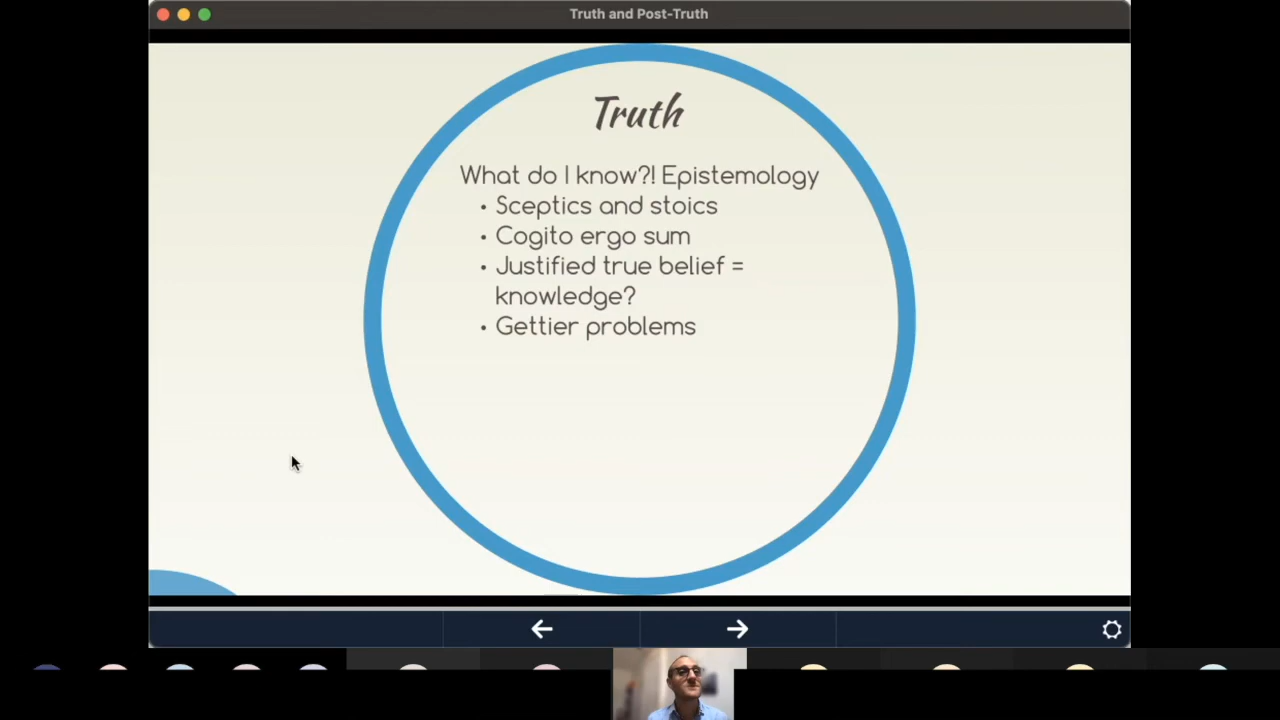 Truth and Post-Truth
Truth
What do I know?! Epistemology
• Sceptics and stoics
• Cogito ergo sum
• Justified true belief =
knowledge?
• Gettier problems